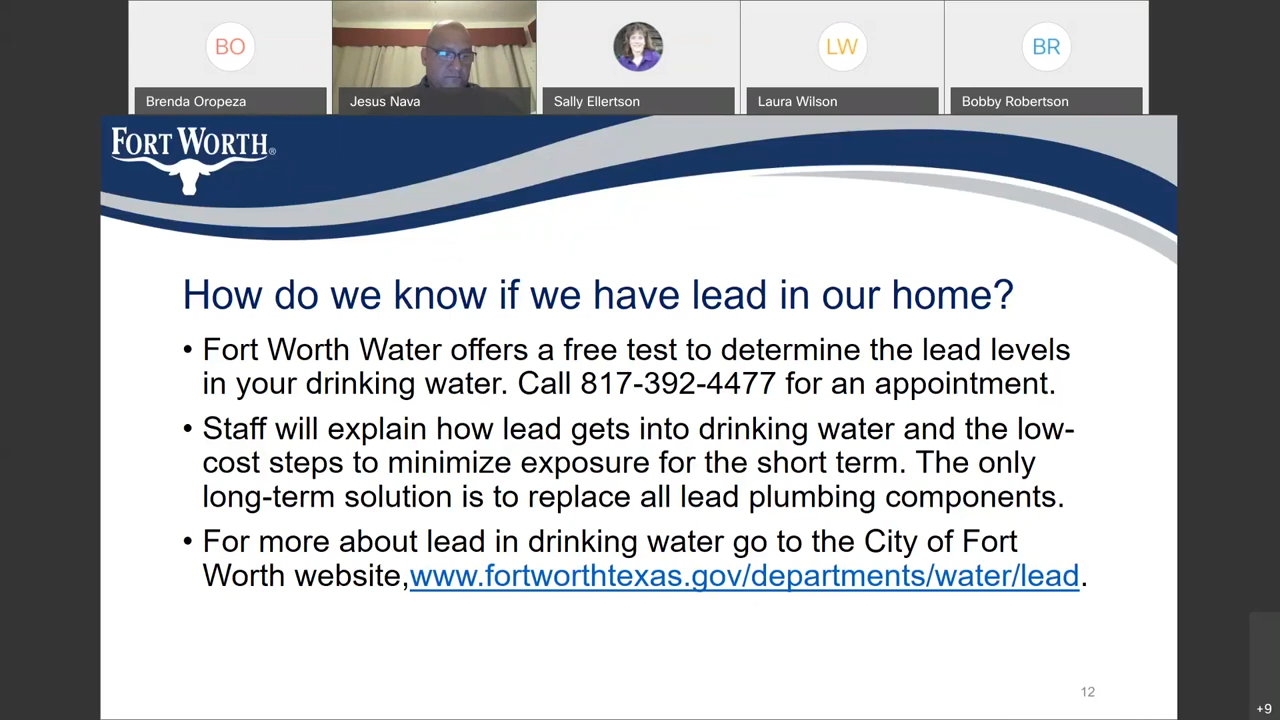 BO
LW
BR
Brenda Oropeza
Jesus Nava
Sally Ellertson
Laura Wilson
Bobby Robertson
FORT WORTH®
How do we know if we have lead in our home?
• Fort Worth Water offers a free test to determine the lead levels
in your drinking water. Call 817-392-4477 for an appointment.
• Staff will explain how lead gets into drinking water and the low-
cost steps to minimize exposure for the short term. The only
long-term solution is to replace all lead plumbing components.
• For more about lead in drinking water go to the City of Fort
Worth website,www.fortworthtexas.gov/departments/water/lead.
12
+9